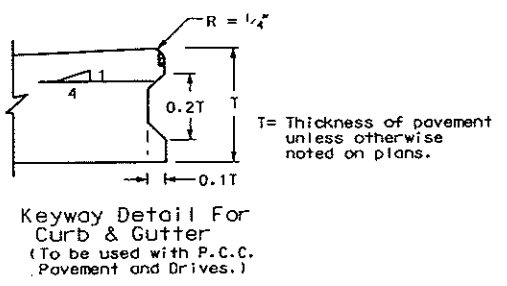 R = 1/4"
1
4
0.2T
T
T= Thickness of pavement
unless otherwise
noted on plans.
0.1T
Keyway Detail For
Curb & Gutter
(To be used with P.C.C.
Pavement and Drives.)